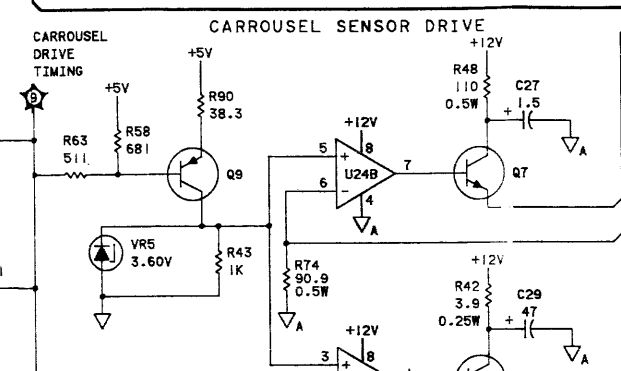 CARROUSEL SENSOR DRIVE
CARROUSEL
DRIVE
TIMING
9
+5V
+5V
R90
38.3
R63
511
R58
681
Q9
+12V
8
5
+
U24B
7
6
-
4
A
+12V
R48
110
0.5W
C27
+ 1.5
A
Q7
VR5
3.60V
R43
1K
R74
90.9
0.5W
A
+12V
R42
3.9
0.25W
C29
+ 47
A
+12V
8
3
+